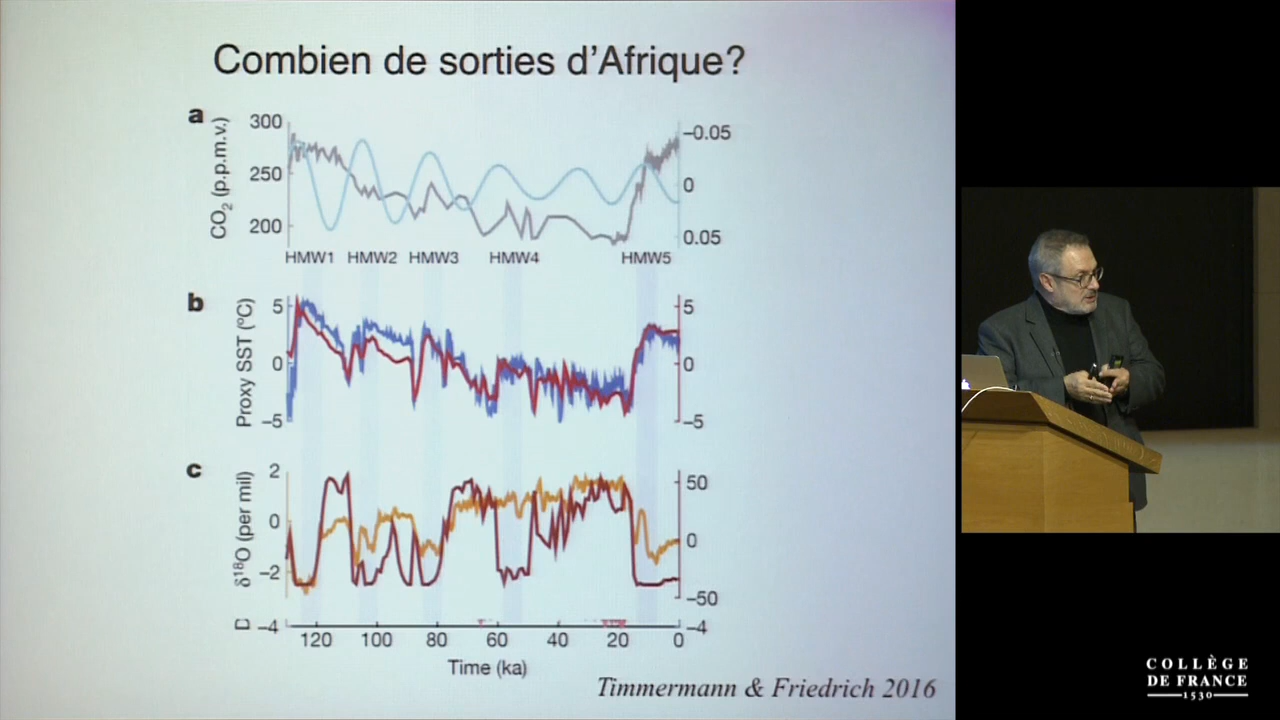 Combien de sorties d'Afrique?
a
CO2 (p.p.m.v.)
300
250
200
−0.05
0
0.05
HMW1 HMW2 HMW3 HMW4 HMW5
b
Proxy SST (ºC)
5
0
−5
5
0
−5
c
δ18O (per mil)
2
0
−2
−4
50
0
−50
−4
120 100 80 60 40 20 0
Time (ka)
Timmermann & Friedrich 2016
COLLÈGE
DE FRANCE
1530